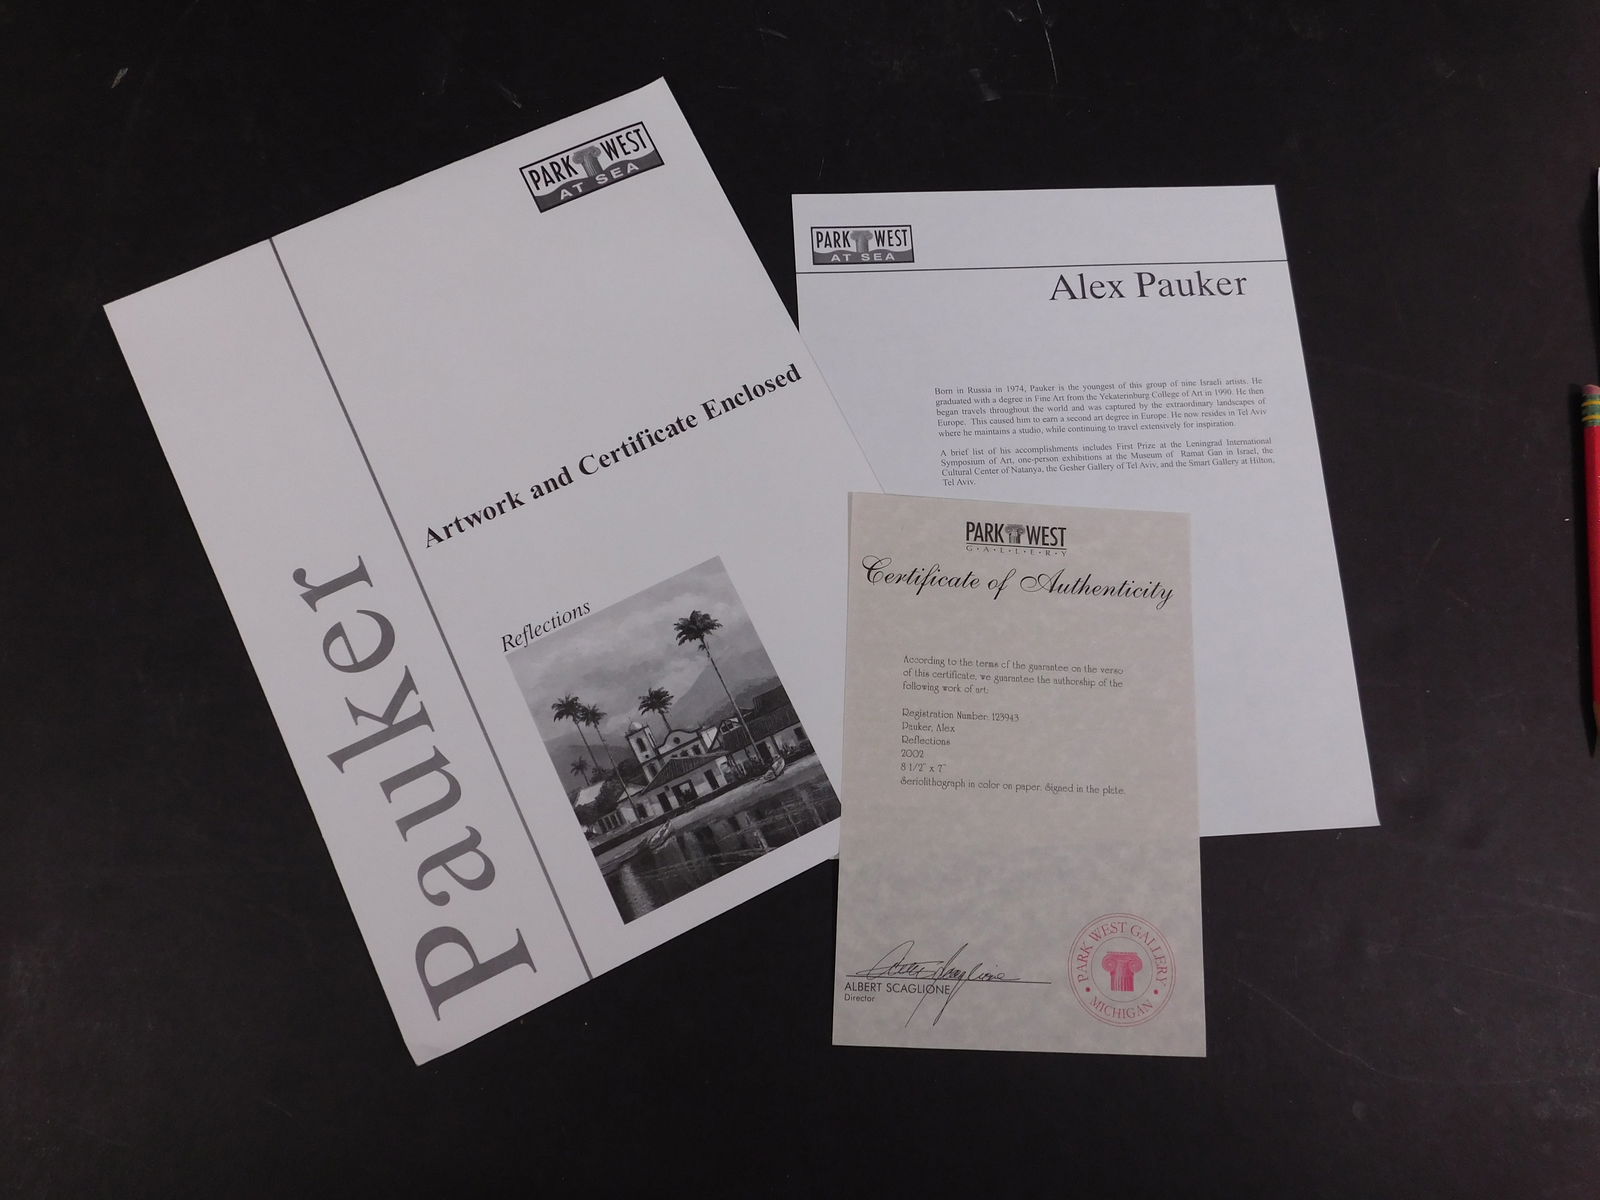 PARK WEST
AT SEA
Artwork and Certificate Enclosed
Reflections
Pauker
PARK WEST
AT SEA
Alex Pauker
Born in Russia in 1974, Pauker is the youngest of this group of nine Israeli artists. He
graduated with a degree in Fine Art from the Yekaterinburg College of Art in 1990. He then
began travels throughout the world and was captured by the extraordinary landscapes of
Europe. This caused him to earn a second art degree in Europe. He now resides in Tel Aviv
where he maintains a studio, while continuing to travel extensively for inspiration.
A brief list of his accomplishments includes First Prize at the Leningrad International
Symposium of Art, one-person exhibitions at the Museum of Ramat Gan in Israel, the
Cultural Center of Natanya, the Gesher Gallery of Tel Aviv, and the Smart Gallery at Hilton,
Tel Aviv.
PARK WEST
G·A·L·L·E·R·Y
Certificate of Authenticity
According to the terms of the guarantee on the verso
of this certificate, we guarantee the authorship of the
following work of art:
Registration Number: 123943
Pauker, Alex
Reflections
2002
8 1/2" x 7"
Seriolithograph in color on paper. Signed in the plate.
Albert Scaglione
ALBERT SCAGLIONE
Director
PARK WEST GALLERY
• MICHIGAN •